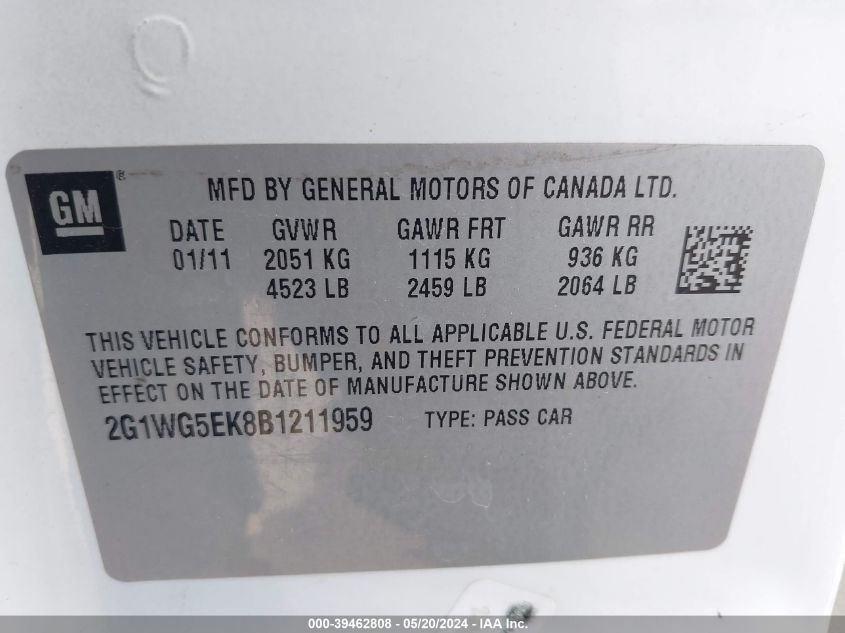 GM ®
MFD BY GENERAL MOTORS OF CANADA LTD.
DATE GVWR GAWR FRT GAWR RR
01/11 2051 KG 1115 KG 936 KG
4523 LB 2459 LB 2064 LB
THIS VEHICLE CONFORMS TO ALL APPLICABLE U.S. FEDERAL MOTOR
VEHICLE SAFETY, BUMPER, AND THEFT PREVENTION STANDARDS IN
EFFECT ON THE DATE OF MANUFACTURE SHOWN ABOVE.
2G1WG5EK8B1211959 TYPE: PASS CAR
000-39462808 - 05/20/2024 - IAA Inc.